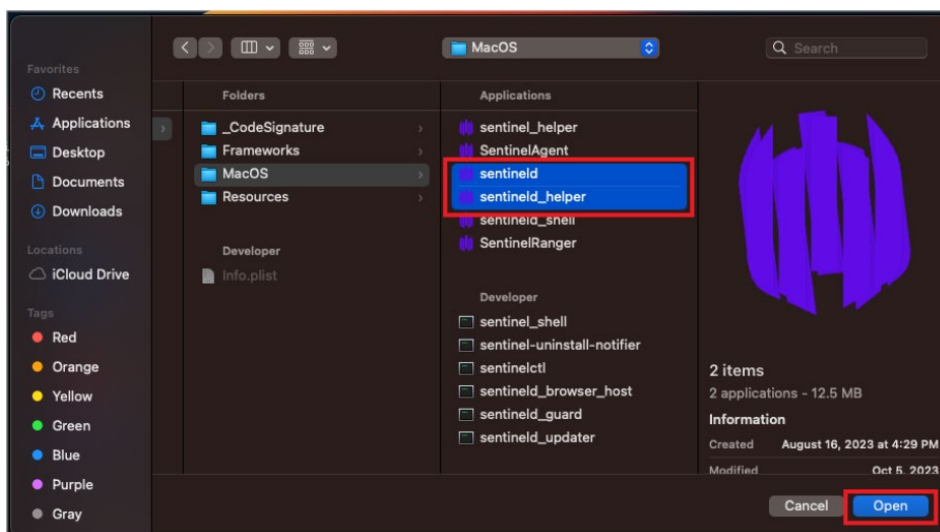 MacOS
Search
Favorites
Recents
Applications
Desktop
Documents
Downloads
Locations
iCloud Drive
Tags
Red
Orange
Yellow
Green
Blue
Purple
Gray
Folders
_CodeSignature
Frameworks
MacOS
Resources
Developer
Info.plist
Applications
sentinel_helper
SentinelAgent
sentineld
sentineld_helper
sentineld_shell
SentinelRanger
Developer
sentinel_shell
sentinel-uninstall-notifier
sentinelctl
sentineld_browser_host
sentineld_guard
sentineld_updater
2 items
2 applications - 12.5 MB
Information
Created August 16, 2023 at 4:29 PM
Modified Oct 5, 2023
Cancel Open